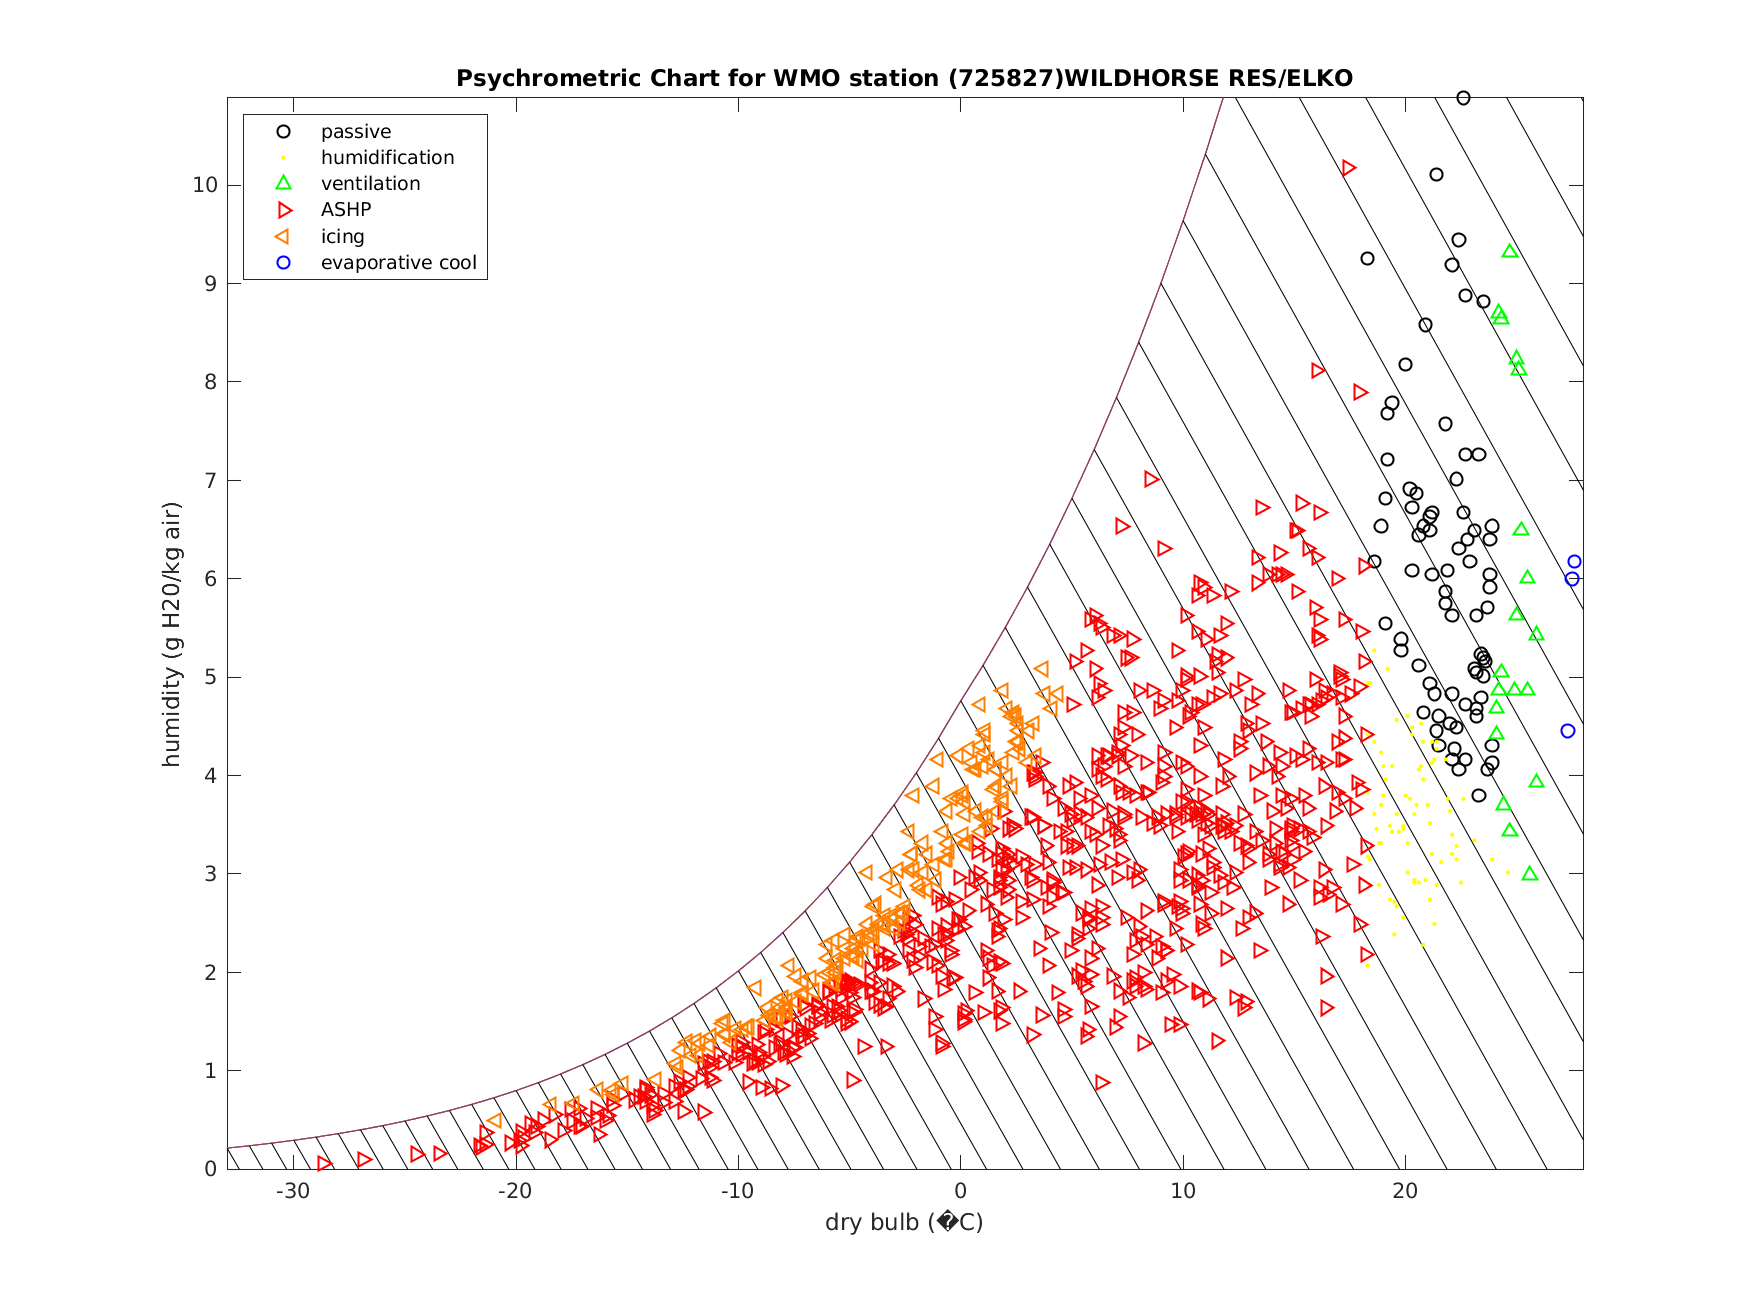 Psychrometric Chart for WMO station (725827)WILDHORSE RES/ELKO
passive
humidification
ventilation
ASHP
icing
evaporative cool
10
9
8
7
6
5
4
3
2
1
0
humidity (g H20/kg air)
-30 -20 -10 0 10 20
dry bulb (�C)